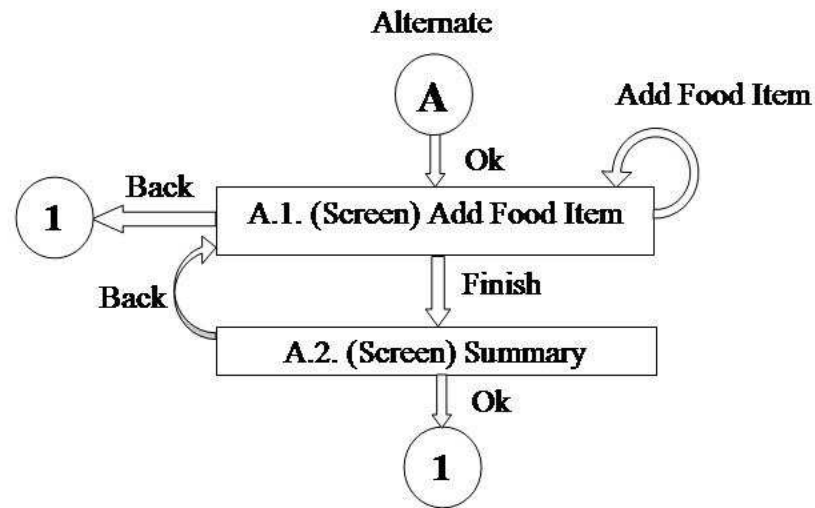 Alternate
A
Add Food Item
Ok
Back
1
A.1. (Screen) Add Food Item
Finish
Back
A.2. (Screen) Summary
Ok
1